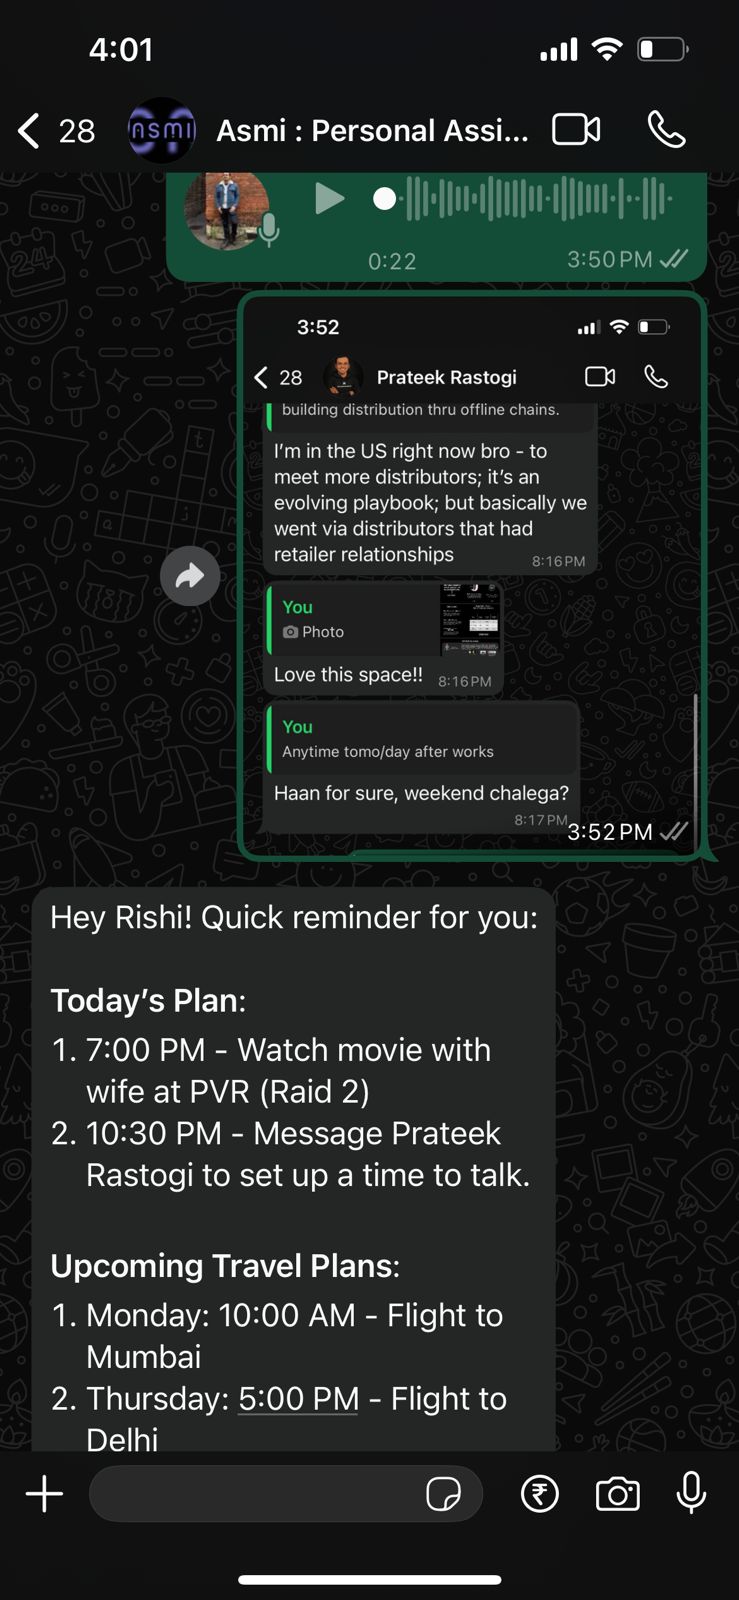 4:01
28
ASMI
Asmi : Personal Assi...
0:22
3:50 PM
3:52
28
Prateek Rastogi
building distribution thru offline chains.
I'm in the US right now bro - to
meet more distributors; it's an
evolving playbook; but basically we
went via distributors that had
retailer relationships
8:16 PM
You
Photo
Love this space!!
8:16 PM
You
Anytime tomo/day after works
Haan for sure, weekend chalega?
8:17 PM
3:52 PM
Hey Rishi! Quick reminder for you:
Today's Plan:
1. 7:00 PM - Watch movie with
wife at PVR (Raid 2)
2. 10:30 PM - Message Prateek
Rastogi to set up a time to talk.
Upcoming Travel Plans:
1. Monday: 10:00 AM - Flight to
Mumbai
2. Thursday: 5:00 PM - Flight to
Delhi